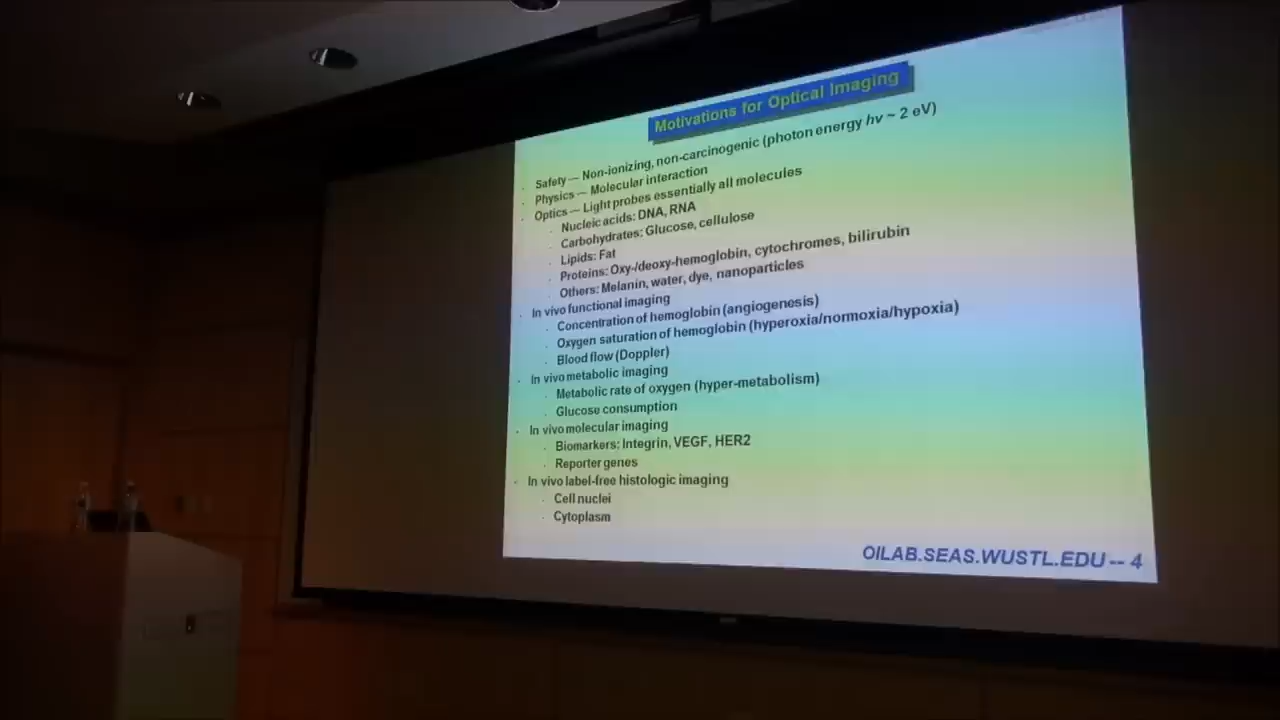 Motivations for Optical Imaging
Safety — Non-ionizing, non-carcinogenic (photon energy hν ~ 2 eV)
Physics — Molecular interaction
Optics — Light probes essentially all molecules
Nucleic acids: DNA, RNA
Carbohydrates: Glucose, cellulose
Lipids: Fat
Proteins: Oxy-/deoxy-hemoglobin, cytochromes, bilirubin
Others: Melanin, water, dye, nanoparticles
In vivo functional imaging
Concentration of hemoglobin (angiogenesis)
Oxygen saturation of hemoglobin (hyperoxia/normoxia/hypoxia)
Blood flow (Doppler)
In vivo metabolic imaging
Metabolic rate of oxygen (hyper-metabolism)
Glucose consumption
In vivo molecular imaging
Biomarkers: Integrin, VEGF, HER2
Reporter genes
In vivo label-free histologic imaging
Cell nuclei
Cytoplasm
OILAB.SEAS.WUSTL.EDU -- 4